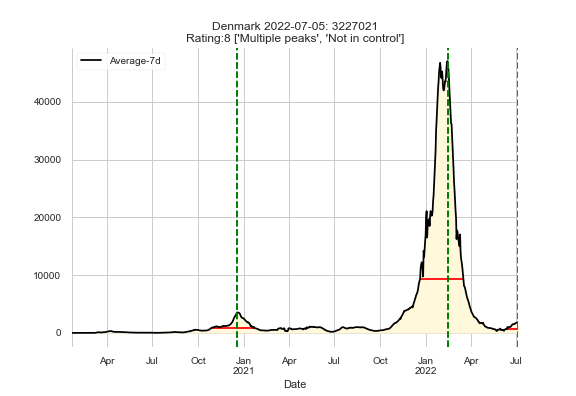 Denmark 2022-07-05: 3227021
Rating:8 ['Multiple peaks', 'Not in control']
Average-7d
40000
30000
20000
10000
0
Apr Jul Oct Jan Apr Jul Oct Jan Apr Jul
2021 2022
Date